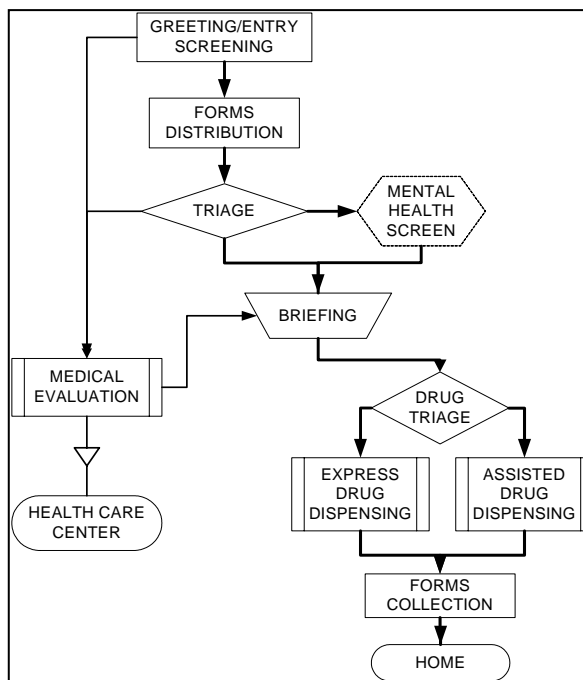 GREETING/ENTRY
SCREENING
FORMS
DISTRIBUTION
TRIAGE
MENTAL
HEALTH
SCREEN
BRIEFING
MEDICAL
EVALUATION
DRUG
TRIAGE
EXPRESS
DRUG
DISPENSING
ASSISTED
DRUG
DISPENSING
HEALTH CARE
CENTER
FORMS
COLLECTION
HOME